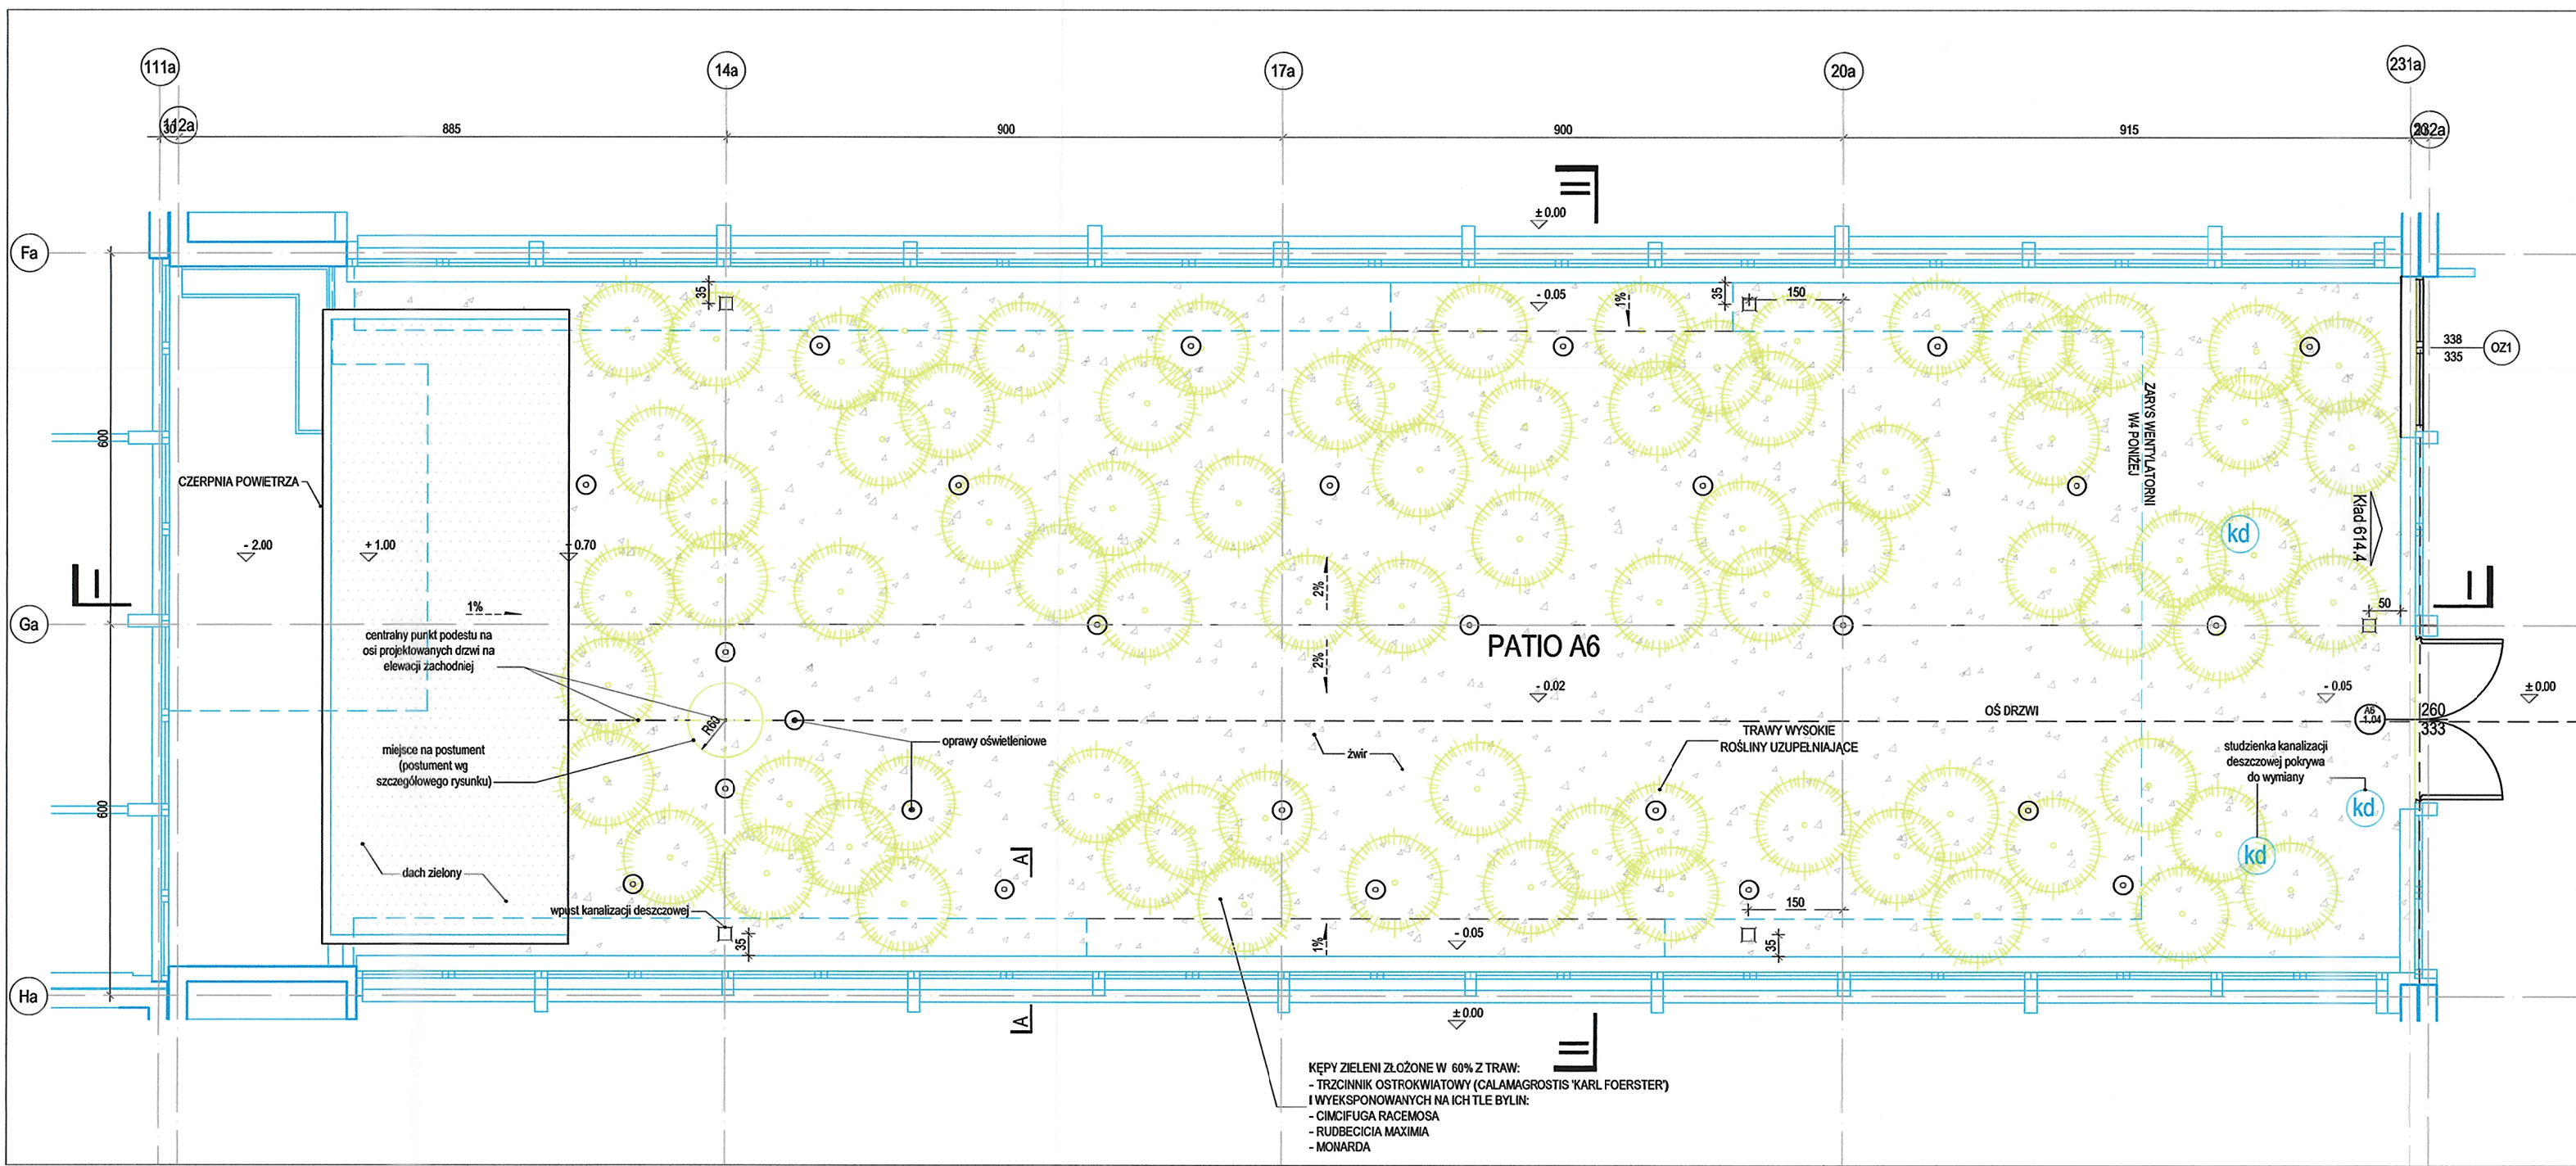 111a
14a
17a
20a
231a
112a
30
885
900
900
915
232a
II
± 0.00
Fa
35
- 0.05
1%
35
150
338
335
OZ1
ZARYS WENTYLATORNI
W4 PONIŻEJ
600
CZERPNIA POWIETRZA
Kład 614.4
kd
- 2.00
+ 1.00
0.70
I
I
2%
1%
50
Ga
centralny punkt podestu na
osi projektowanych drzwi na
elewacji zachodniej
PATIO A6
2%
- 0.02
- 0.05
± 0.00
R60
OŚ DRZWI
A6
1.04
260
333
oprawy oświetleniowe
TRAWY WYSOKIE
ROŚLINY UZUPEŁNIAJĄCE
miejsce na postument
(postument wg
szczegółowego rysunku)
żwir
studzienka kanalizacji
deszczowej pokrywa
do wymiany
kd
600
kd
A
dach zielony
wpust kanalizacji deszczowej
150
35
1%
- 0.05
35
Ha
A
± 0.00
II
KĘPY ZIELENI ZŁOŻONE W 60% Z TRAW:
- TRZCINNIK OSTROKWIATOWY (CALAMAGROSTIS 'KARL FOERSTER')
I WYEKSPONOWANYCH NA ICH TLE BYLIN:
- CIMCIFUGA RACEMOSA
- RUDBECICIA MAXIMIA
- MONARDA